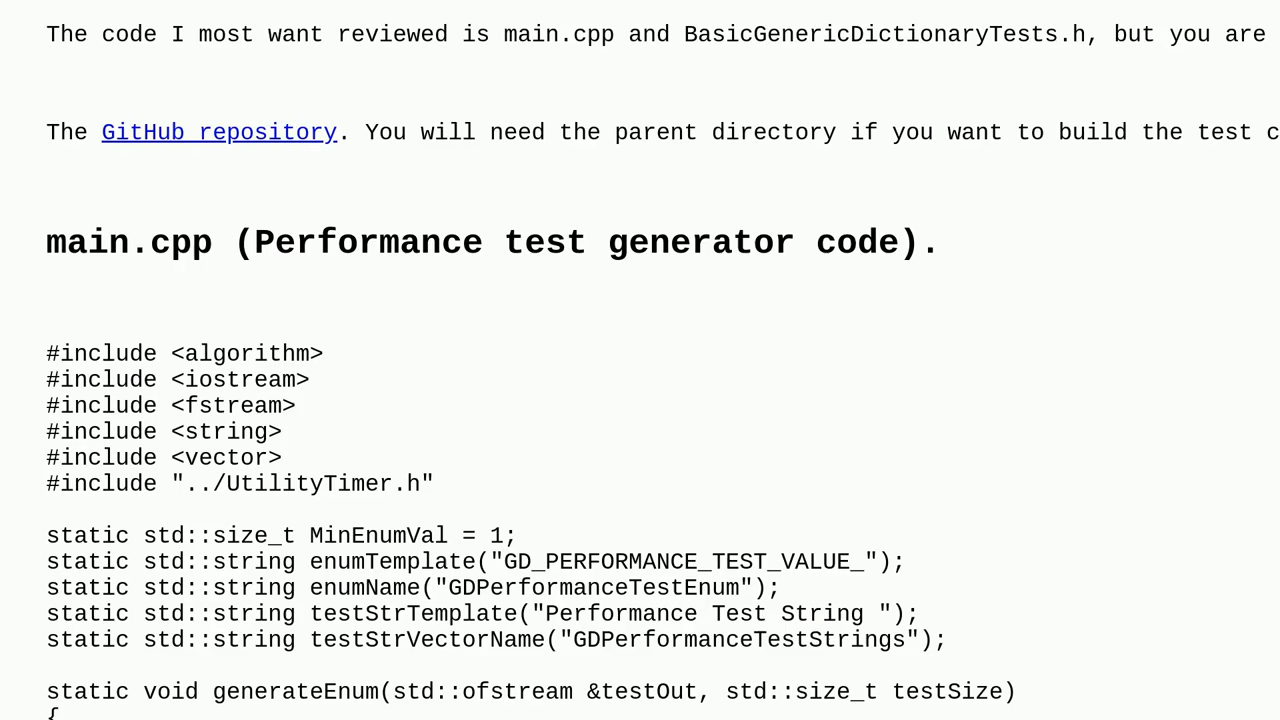 The code I most want reviewed is main.cpp and BasicGenericDictionaryTests.h, but you are
The GitHub repository. You will need the parent directory if you want to build the test c
main.cpp (Performance test generator code).
#include <algorithm>
#include <iostream>
#include <fstream>
#include <string>
#include <vector>
#include "../UtilityTimer.h"
static std::size_t MinEnumVal = 1;
static std::string enumTemplate("GD_PERFORMANCE_TEST_VALUE_");
static std::string enumName("GDPerformanceTestEnum");
static std::string testStrTemplate("Performance Test String ");
static std::string testStrVectorName("GDPerformanceTestStrings");
static void generateEnum(std::ofstream &testOut, std::size_t testSize)
{